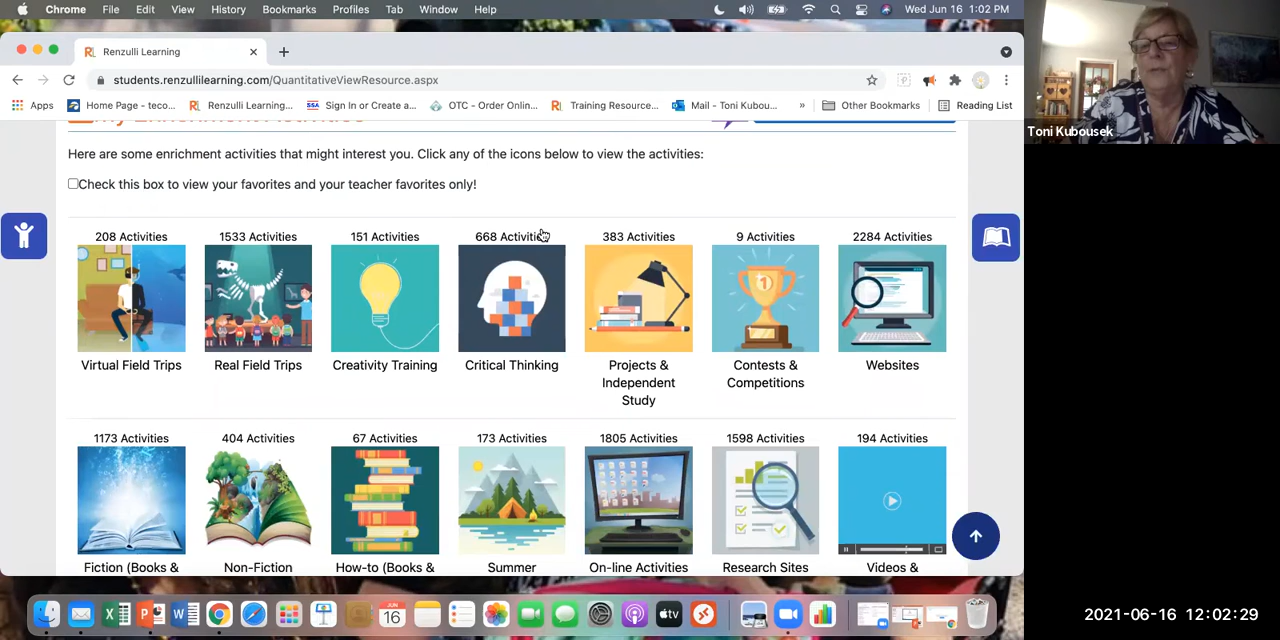 Chrome File Edit View History Bookmarks Profiles Tab Window Help Wed Jun 16 1:02 PM
Renzulli Learning
students.renzullilearning.com/QuantitativeViewResource.aspx
Apps Home Page - teco... Renzulli Learning... Sign In or Create a... OTC - Order Onlin... Training Resource... Mail - Toni Kubou... » Other Bookmarks Reading List
My Enrichment Activities
Here are some enrichment activities that might interest you. Click any of the icons below to view the activities:
Check this box to view your favorites and your teacher favorites only!
208 Activities 1533 Activities 151 Activities 668 Activities 383 Activities 9 Activities 2284 Activities
Virtual Field Trips Real Field Trips Creativity Training Critical Thinking Projects & Contests & Websites
Independent Competitions
Study
1173 Activities 404 Activities 67 Activities 173 Activities 1805 Activities 1598 Activities 194 Activities
Fiction (Books & Non-Fiction How-to (Books & Summer On-line Activities Research Sites Videos &
Toni Kubousek
JUN
16
tv
2021-06-16 12:02:29